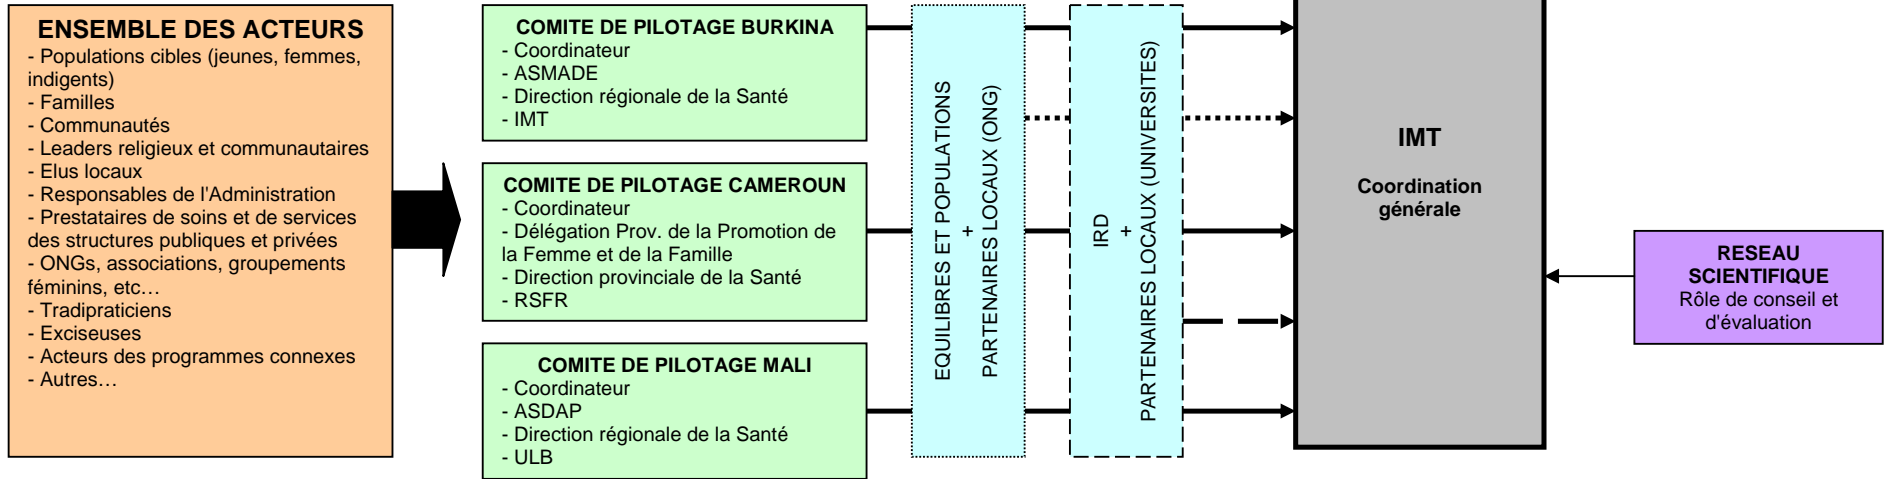 ENSEMBLE DES ACTEURS
- Populations cibles (jeunes, femmes,
indigents)
- Familles
- Communautés
- Leaders religieux et communautaires
- Elus locaux
- Responsables de l'Administration
- Prestataires de soins et de services
des structures publiques et privées
- ONGs, associations, groupements
féminins, etc…
- Tradipraticiens
- Exciseuses
- Acteurs des programmes connexes
- Autres…
COMITE DE PILOTAGE BURKINA
- Coordinateur
- ASMADE
- Direction régionale de la Santé
- IMT
COMITE DE PILOTAGE CAMEROUN
- Coordinateur
- Délégation Prov. de la Promotion de
la Femme et de la Famille
- Direction provinciale de la Santé
- RSFR
COMITE DE PILOTAGE MALI
- Coordinateur
- ASDAP
- Direction régionale de la Santé
- ULB
EQUILIBRES ET POPULATIONS
+
PARTENAIRES LOCAUX (ONG)
IRD
+
PARTENAIRES LOCAUX (UNIVERSITES)
IMT
Coordination
générale
RESEAU
SCIENTIFIQUE
Rôle de conseil et
d'évaluation